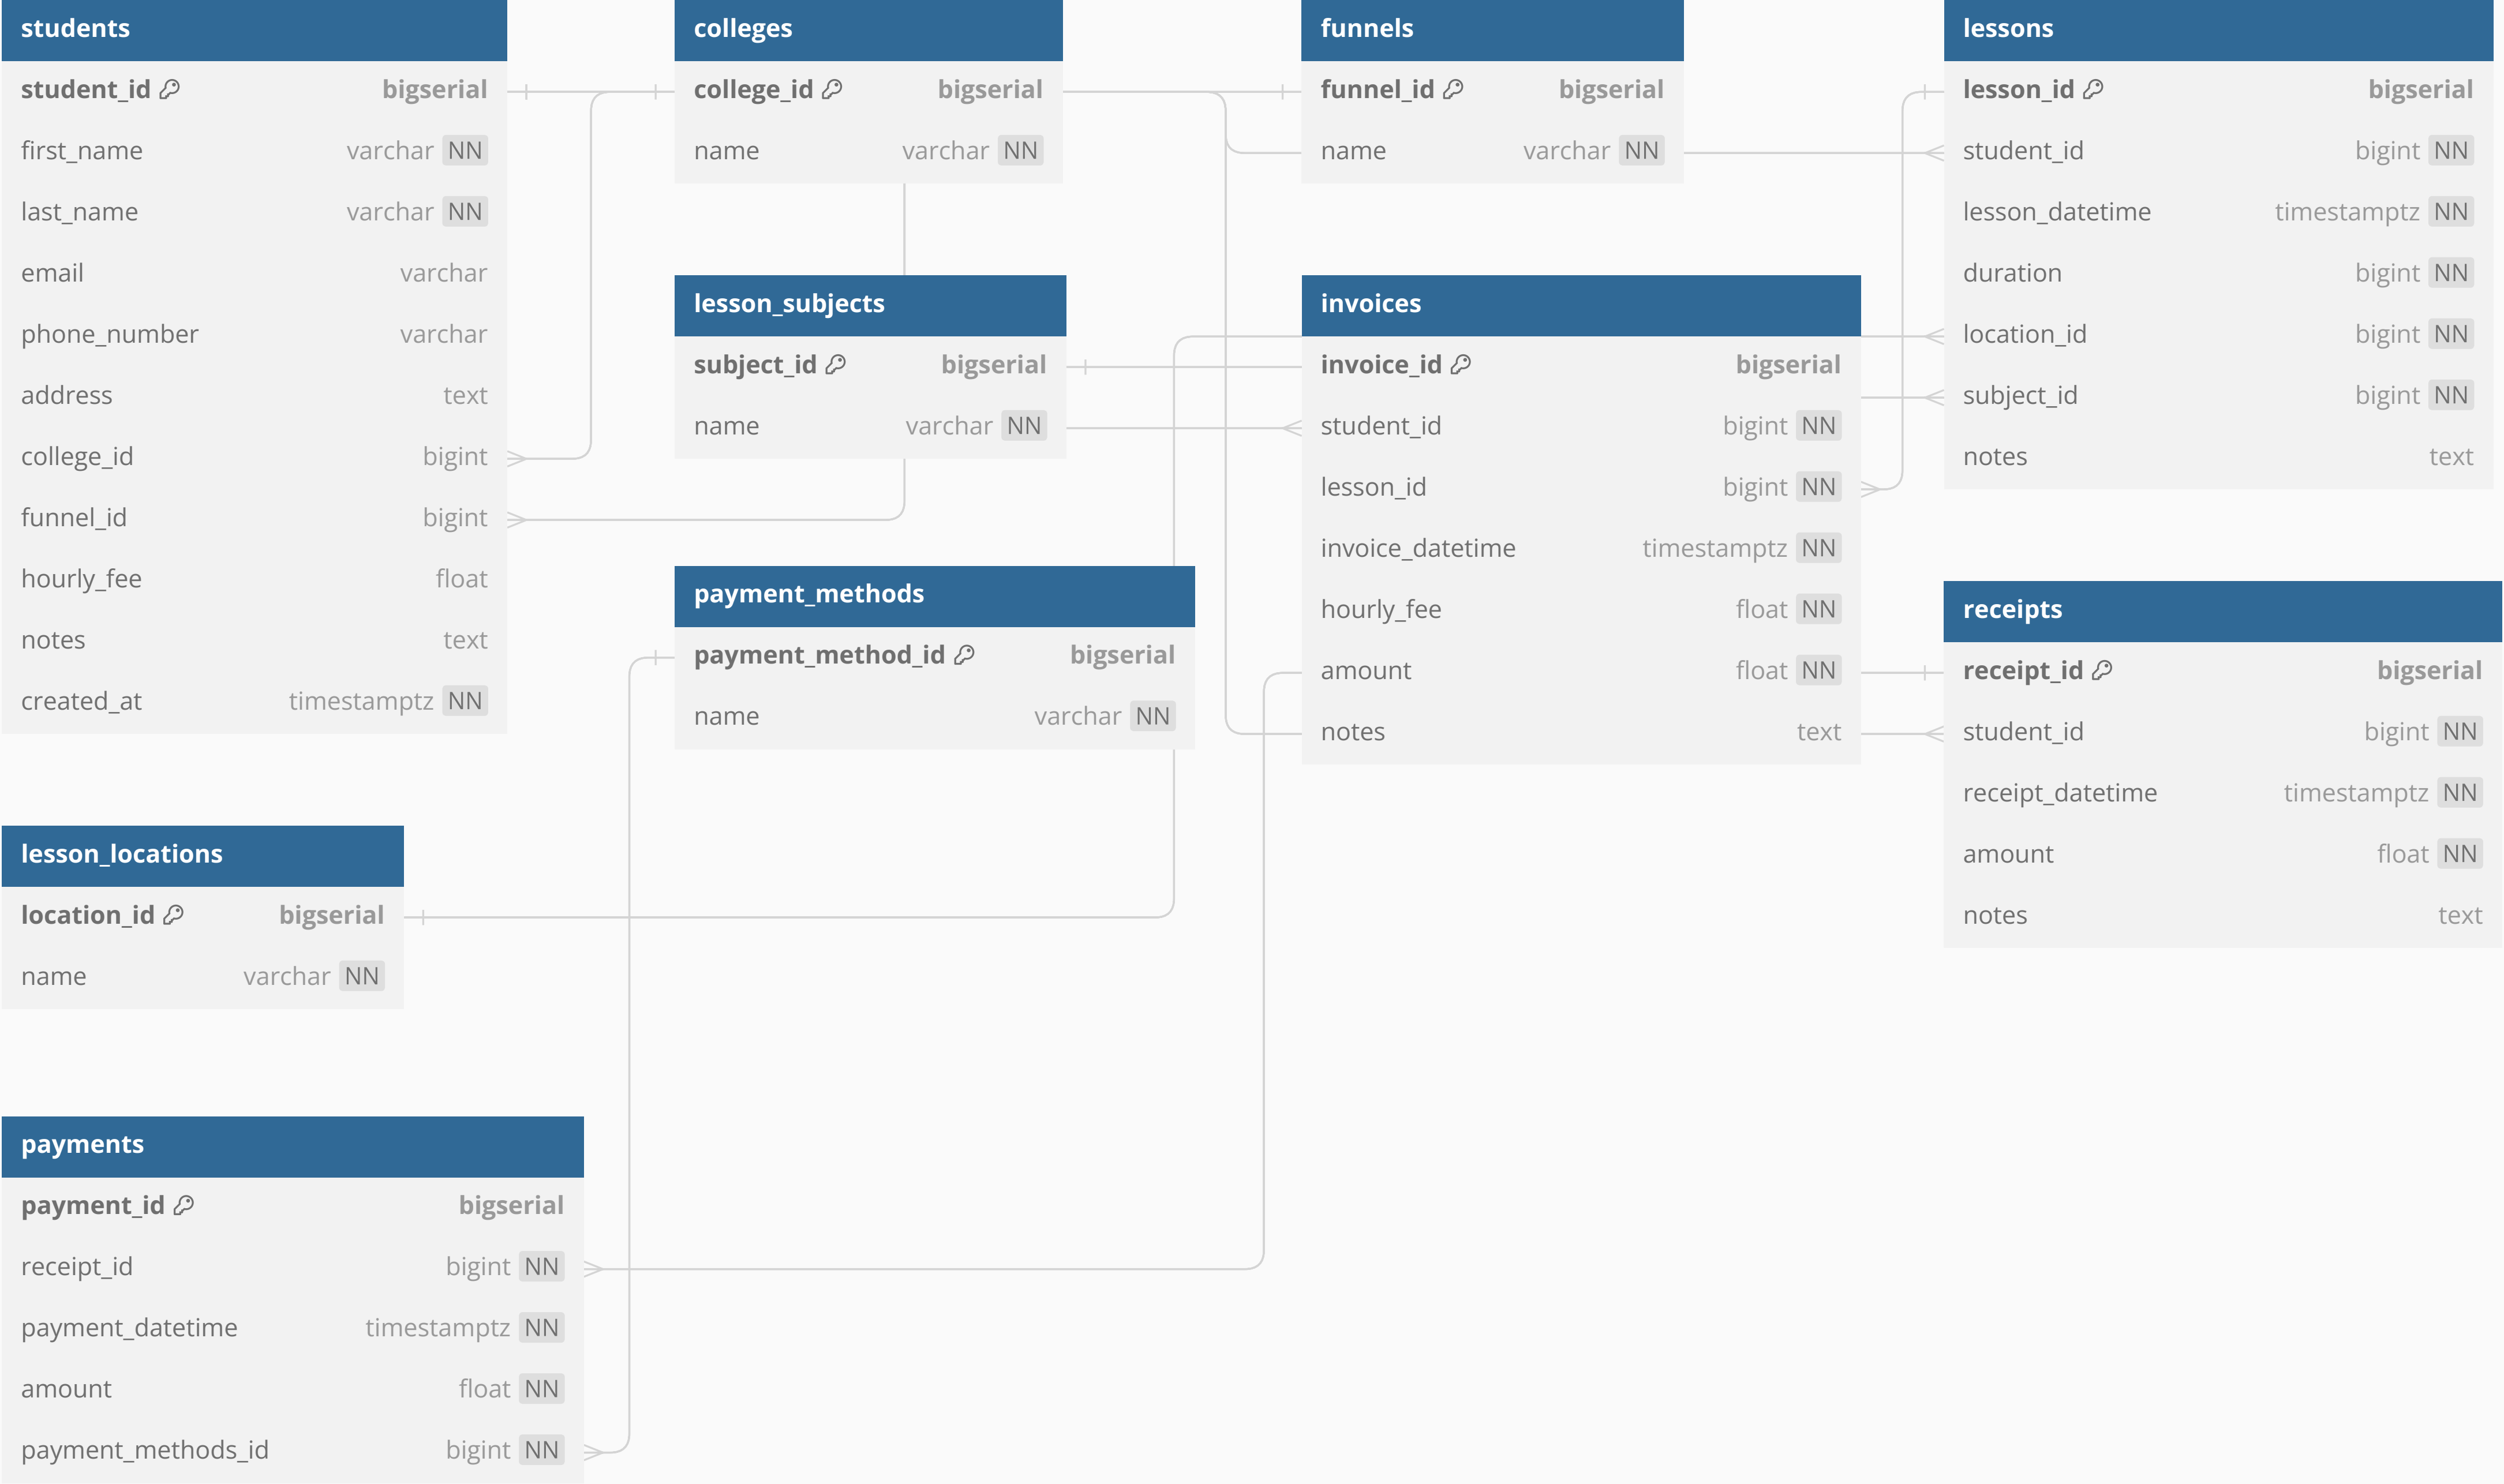 students
student_id bigserial
first_name varchar NN
last_name varchar NN
email varchar
phone_number varchar
address text
college_id bigint
funnel_id bigint
hourly_fee float
notes text
created_at timestamptz NN
colleges
college_id bigserial
name varchar NN
funnels
funnel_id bigserial
name varchar NN
lessons
lesson_id bigserial
student_id bigint NN
lesson_datetime timestamptz NN
duration bigint NN
location_id bigint NN
subject_id bigint NN
notes text
lesson_subjects
subject_id bigserial
name varchar NN
invoices
invoice_id bigserial
student_id bigint NN
lesson_id bigint NN
invoice_datetime timestamptz NN
hourly_fee float NN
amount float NN
notes text
payment_methods
payment_method_id bigserial
name varchar NN
receipts
receipt_id bigserial
student_id bigint NN
receipt_datetime timestamptz NN
amount float NN
notes text
lesson_locations
location_id bigserial
name varchar NN
payments
payment_id bigserial
receipt_id bigint NN
payment_datetime timestamptz NN
amount float NN
payment_methods_id bigint NN